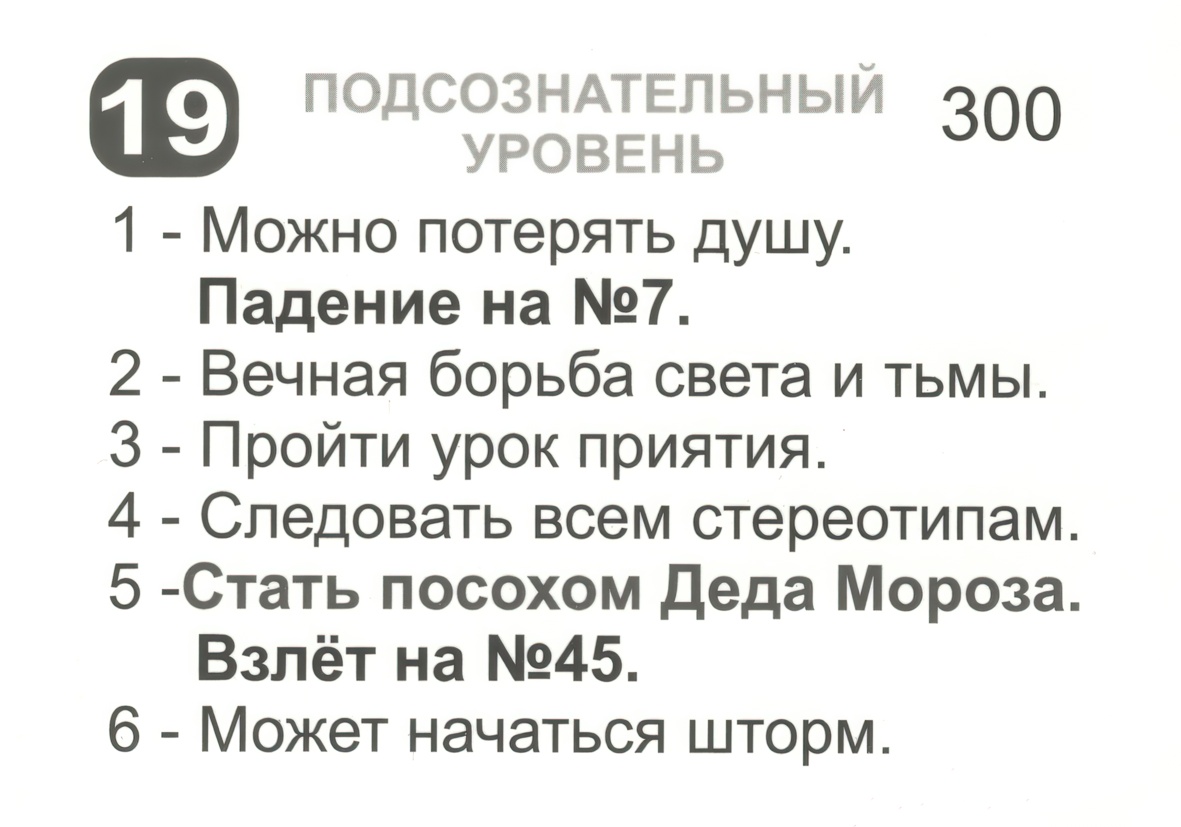 19 ПОДСОЗНАТЕЛЬНЫЙ 300
УРОВЕНЬ
1 - Можно потерять душу.
Падение на №7.
2 - Вечная борьба света и тьмы.
3 - Пройти урок приятия.
4 - Следовать всем стереотипам.
5 -Стать посохом Деда Мороза.
Взлёт на №45.
6 - Может начаться шторм.